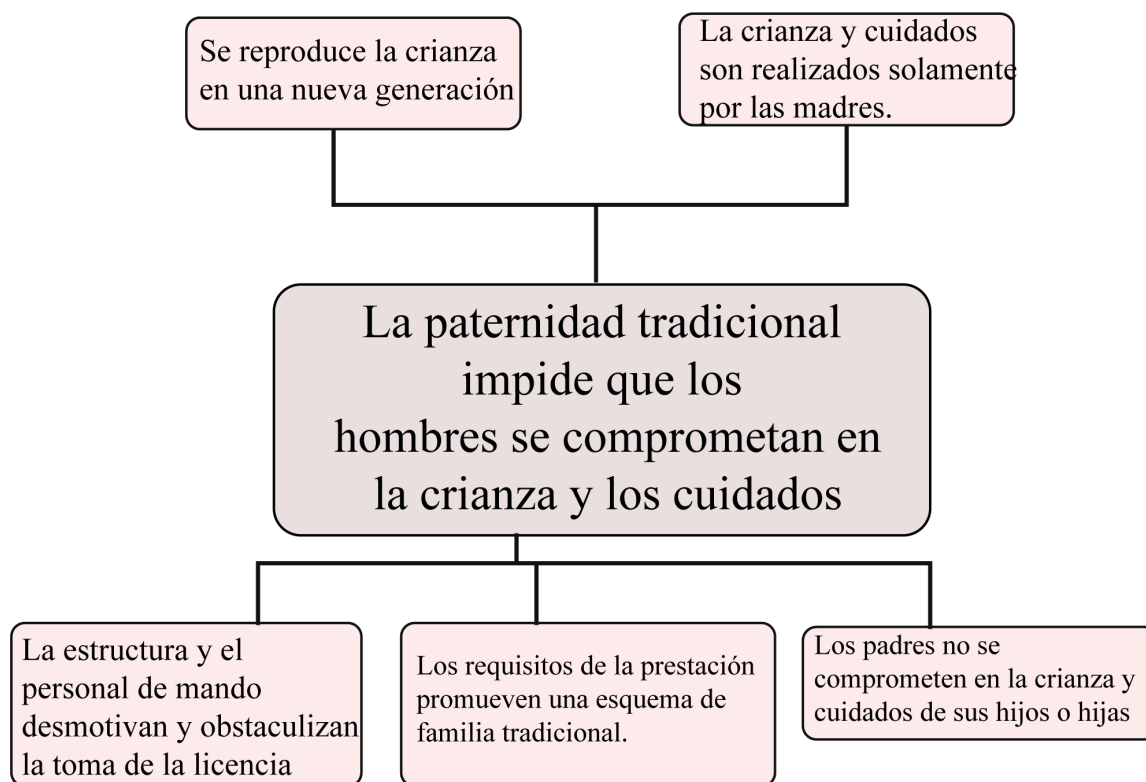 Se reproduce la crianza
en una nueva generación
La crianza y cuidados
son realizados solamente
por las madres.
La paternidad tradicional
impide que los
hombres se comprometan en
la crianza y los cuidados
La estructura y el
personal de mando
desmotivan y obstaculizan
la toma de la licencia
Los requisitos de la prestación
promueven una esquema de
familia tradicional.
Los padres no se
comprometen en la crianza y
cuidados de sus hijos o hijas